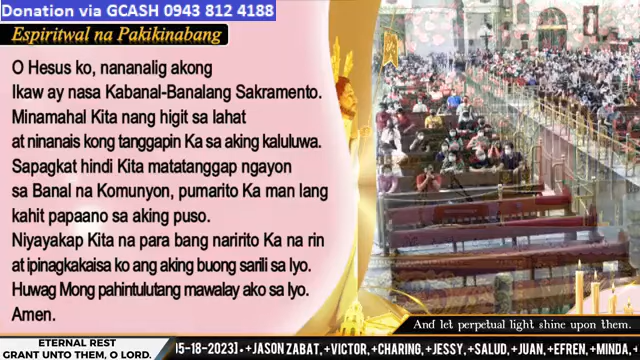 Donation via GCASH 0943 812 4188
Espiritwal na Pakikinabang
O Hesus ko, nananalig akong
Ikaw ay nasa Kabanal-Banalang Sakramento.
Minamahal Kita nang higit sa lahat
at ninanais kong tanggapin Ka sa aking kaluluwa.
Sapagkat hindi Kita matatanggap ngayon
sa Banal na Komunyon, pumarito Ka man lang
kahit papaano sa aking puso.
Niyayakap Kita na para bang naririto Ka na rin
at ipinagkakaisa ko ang aking buong sarili sa Iyo.
Huwag Mong pahintulutang mawalay ako sa Iyo.
Amen.
And let perpetual light shine upon them.
ETERNAL REST
GRANT UNTO THEM, O LORD.
15-18-2023] • +JASON ZABAT, +VICTOR, +CHARING, +JESSY, +SALUD, +JUAN, +EFREN, +MINDA,